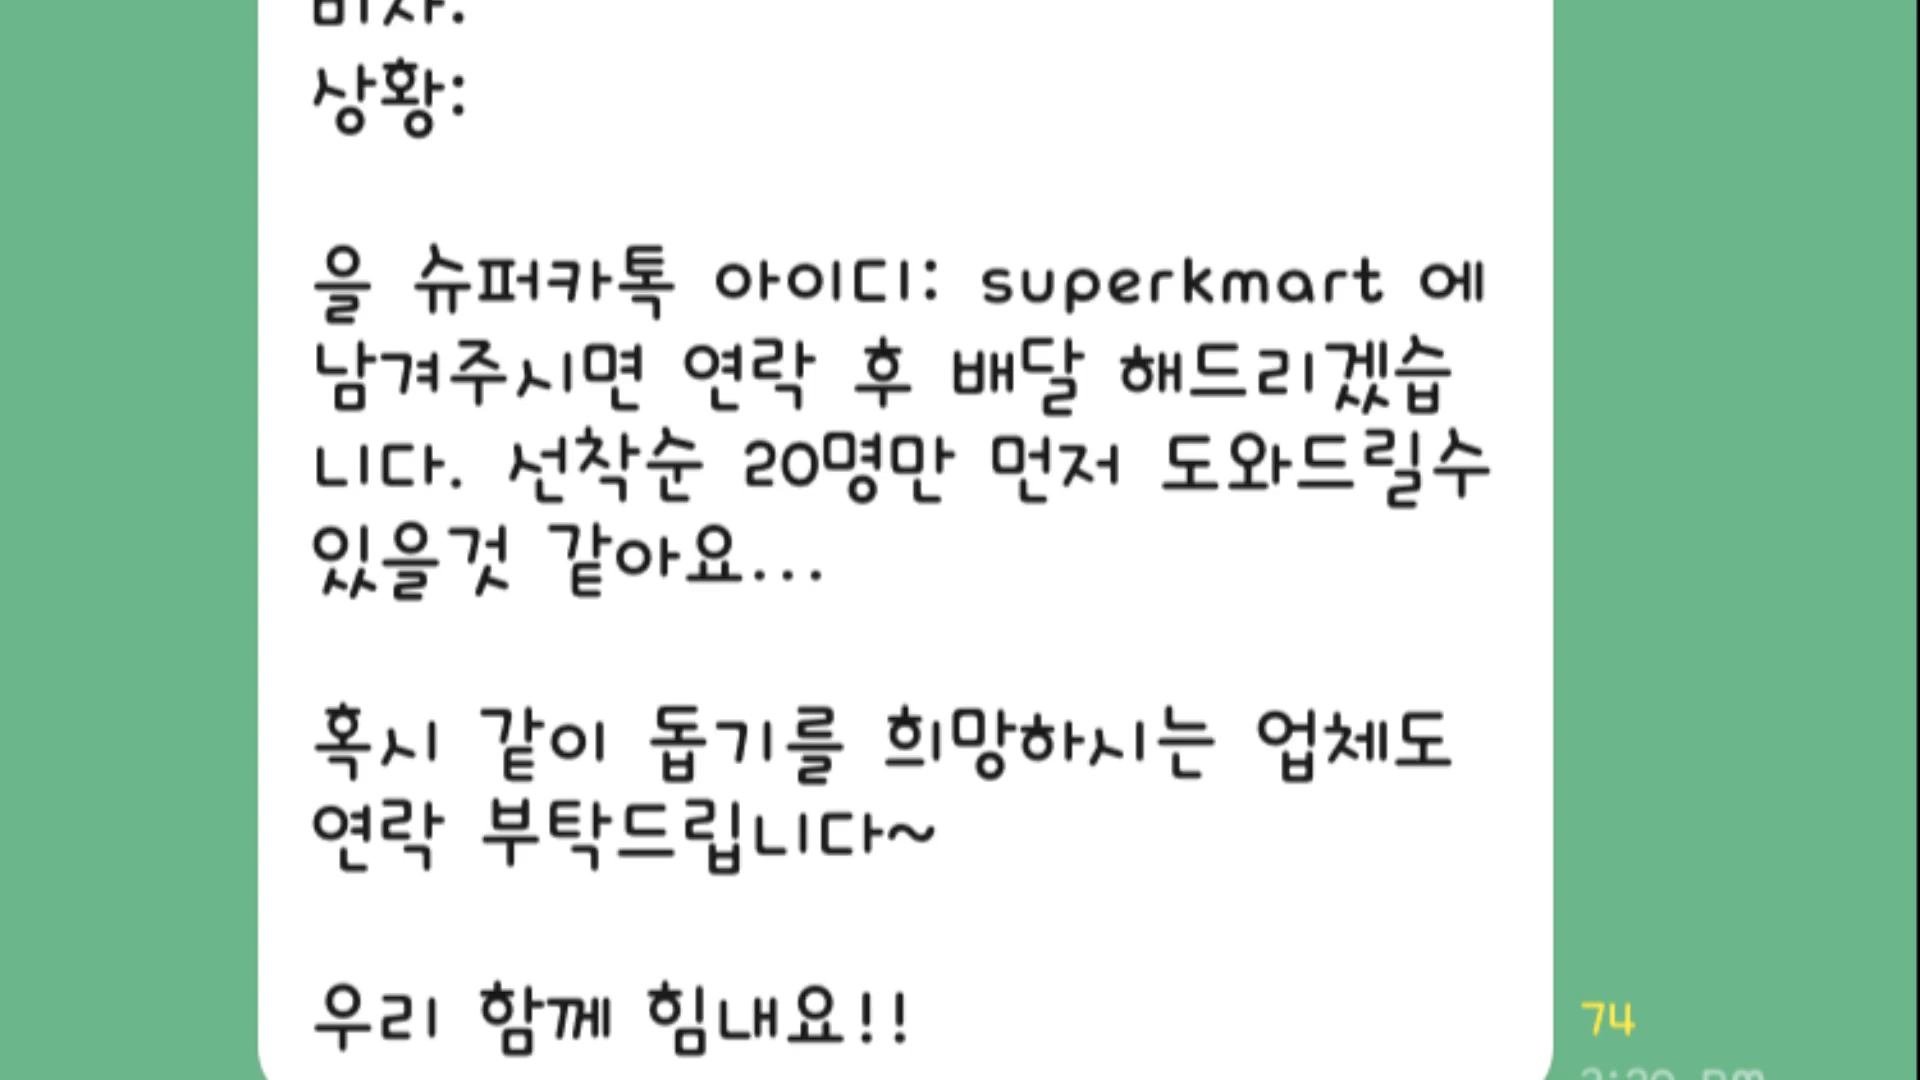 비자:
상황:
을 슈퍼카톡 아이디: superkmart 에
남겨주시면 연락 후 배달 해드리겠습
니다. 선착순 20명만 먼저 도와드릴수
있을것 같아요...
혹시 같이 돕기를 희망하시는 업체도
연락 부탁드립니다~
우리 함께 힘내요!!
74